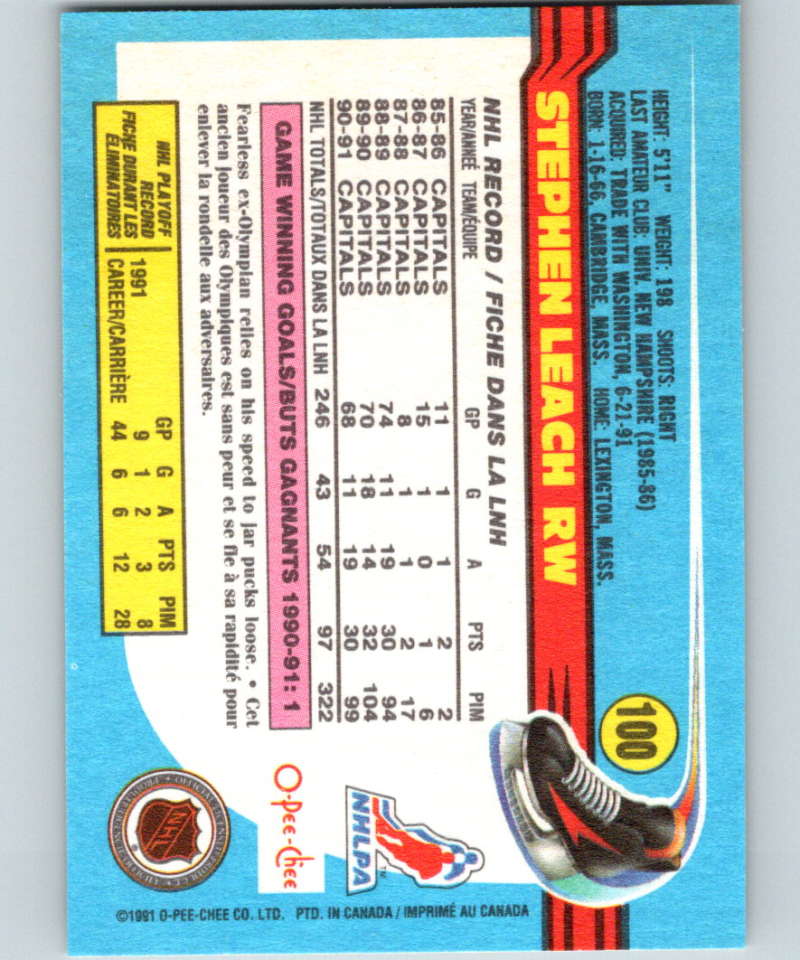 100
HEIGHT: 5'11" WEIGHT: 198 SHOOTS: RIGHT
LAST AMATEUR CLUB: UNIV. NEW HAMPSHIRE (1985-86)
ACQUIRED: TRADE WITH WASHINGTON, 6-21-91
BORN: 1-16-66, CAMBRIDGE, MASS. HOME: LEXINGTON, MASS.
STEPHEN LEACH RW
NHL RECORD / FICHE DANS LA LNH
YEAR/ANNÉE TEAM/ÉQUIPE GP G A PTS PIM
85-86 CAPITALS 11 1 1 2 2
86-87 CAPITALS 15 1 0 1 6
87-88 CAPITALS 8 1 1 2 17
88-89 CAPITALS 74 11 19 30 94
89-90 CAPITALS 70 18 14 32 104
90-91 CAPITALS 68 11 19 30 99
NHL TOTALS/TOTAUX DANS LA LNH 246 43 54 97 322
GAME WINNING GOALS/BUTS GAGNANTS 1990-91: 1
Fearless ex-Olympian relies on his speed to jar pucks loose. • Cet
ancien joueur des Olympiques est sans peur et se fie à sa rapidité pour
enlever la rondelle aux adversaires.
NHL PLAYOFF RECORD
FICHE DURANT LES ÉLIMINATOIRES
GP G A PTS PIM
1991 9 1 2 3 8
CAREER/CARRIÈRE 44 6 6 12 28
NHLPA TM
O-Pee-Chee
NHL
©1991 O-PEE-CHEE CO. LTD. PTD. IN CANADA / IMPRIMÉ AU CANADA